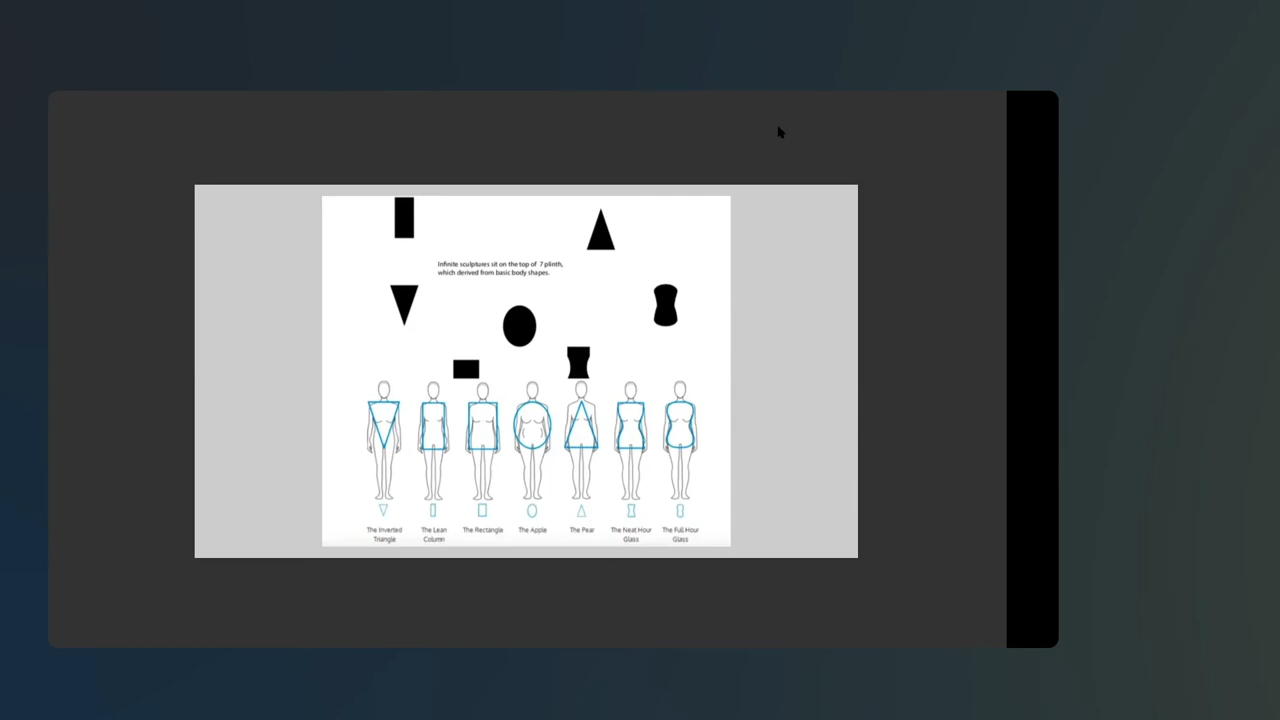 Infinite sculptures sit on the top of 7 plinth,
which derived from basic body shapes.
The Inverted
Triangle
The Lean
Column
The Rectangle
The Apple
The Pear
The Neat Hour
Glass
The Full Hour
Glass